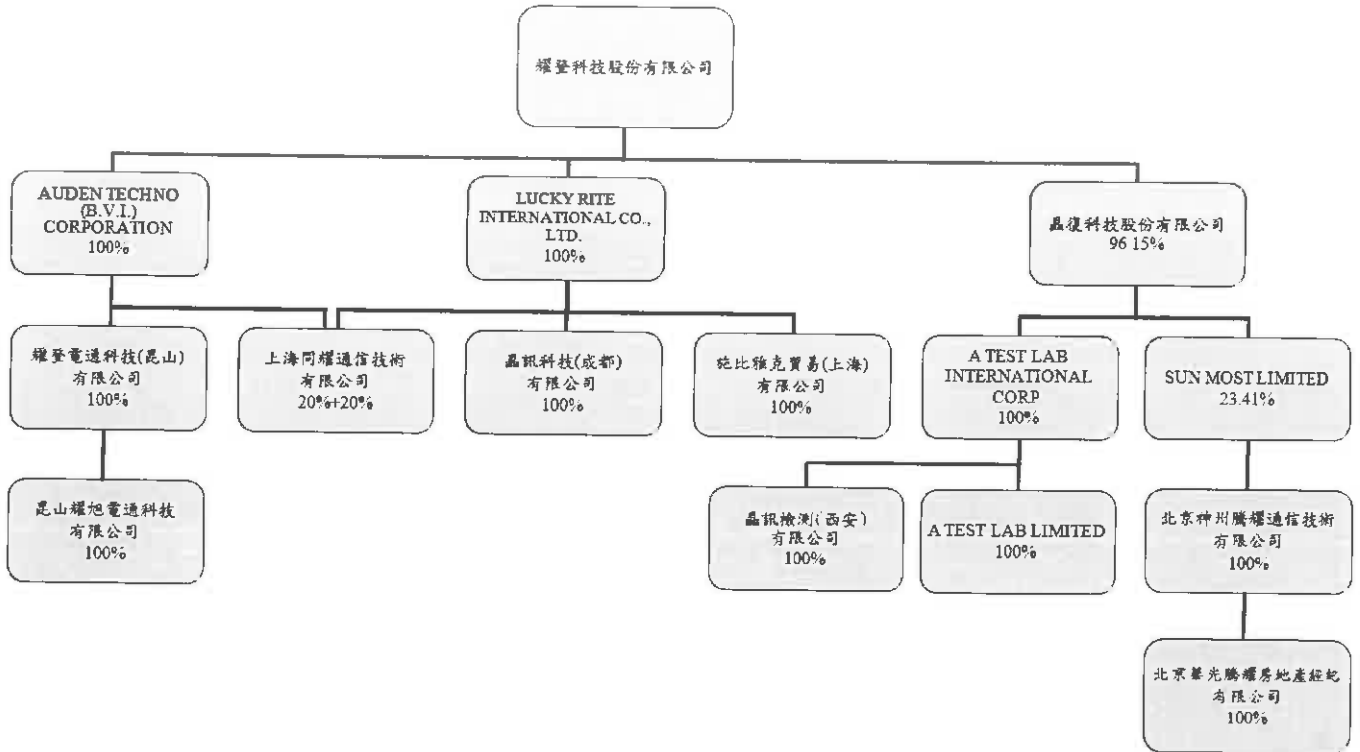 耀登科技股份有限公司
AUDEN TECHNO
(B.V.I.)
CORPORATION
100%
LUCKY RITE
INTERNATIONAL CO.,
LTD.
100%
晶復科技股份有限公司
96 15%
耀登電通科技(昆山)
有限公司
100%
上海同耀通信技術
有限公司
20%+20%
晶訊科技(成都)
有限公司
100%
施比雅克貿易(上海)
有限公司
100%
A TEST LAB
INTERNATIONAL
CORP
100%
SUN MOST LIMITED
23.41%
昆山耀旭電通科技
有限公司
100%
晶訊檢測(西安)
有限公司
100%
A TEST LAB LIMITED
100%
北京神州騰耀通信技術
有限公司
100%
北京華光騰耀房地產經紀
有限公司
100%